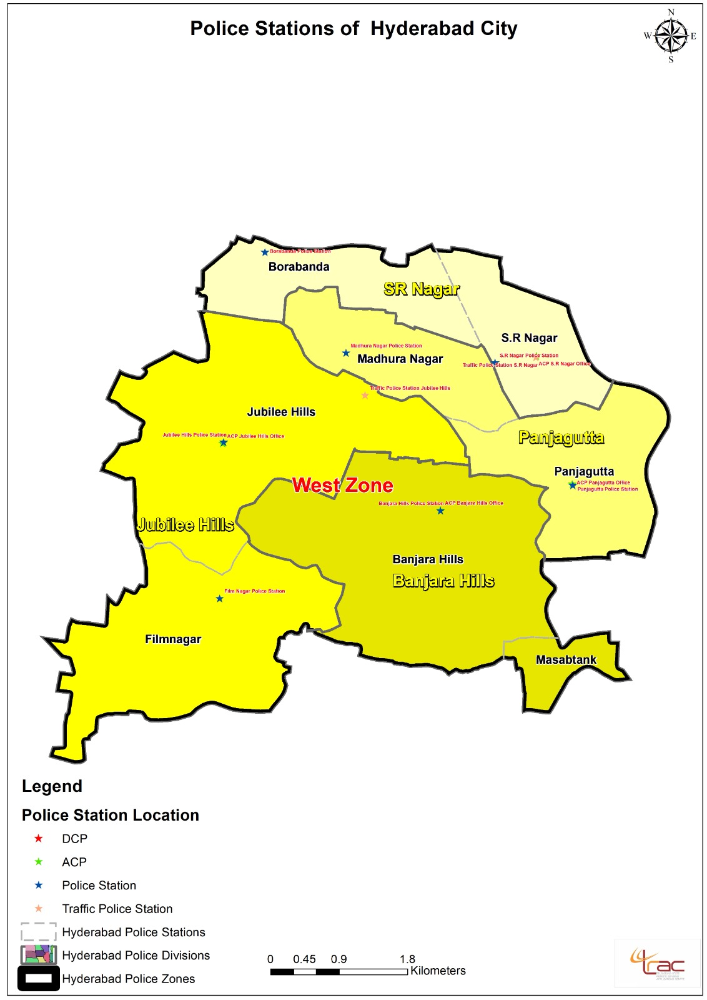 Police Stations of Hyderabad City
N
W E
S
Borabanda Police Station
Borabanda
SR Nagar
S.R Nagar
Madhura Nagar Police Station
S.R Nagar Police Station
Madhura Nagar
Traffic Police Station S.R Nagar
ACP S.R Nagar Office
Traffic Police Station Jubilee Hills
Jubilee Hills
Jubilee Hills Police Station
ACP Jubilee Hills Office
Panjagutta
Panjagutta
ACP Panjagutta Office
Panjagutta Police Station
West Zone
Banjara Hills Police Station
ACP Banjara Hills Office
Jubilee Hills
Banjara Hills
Banjara Hills
Film Nagar Police Station
Filmnagar
Masabtank
Legend
Police Station Location
DCP
ACP
Police Station
Traffic Police Station
Hyderabad Police Stations
Hyderabad Police Divisions
Hyderabad Police Zones
0 0.45 0.9 1.8
Kilometers
trac